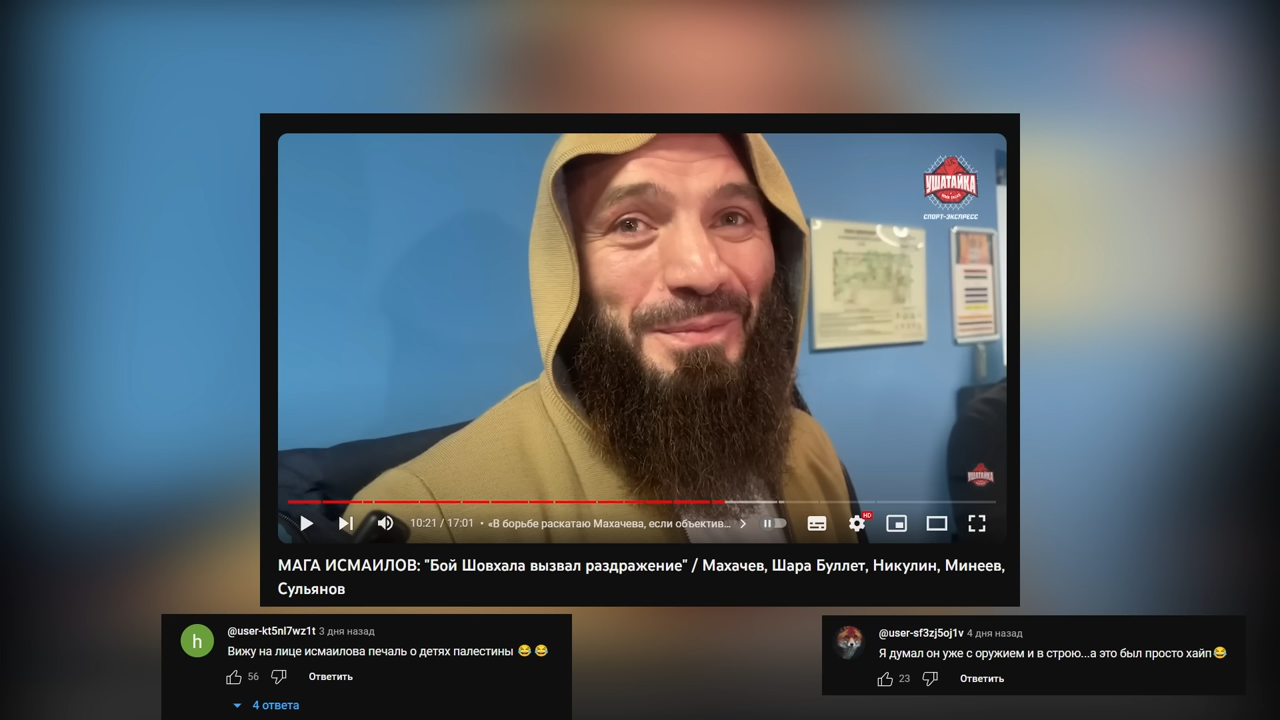 УШАТАЙКА
СПОРТ-ЭКСПРЕСС
УШАТАЙКА
10:21 / 17:01 • «В борьбе раскатаю Махачева, если объектив...
HD
МАГА ИСМАИЛОВ: "Бой Шовхала вызвал раздражение" / Махачев, Шара Буллет, Никулин, Минеев,
Сульянов
h
@user-kt5nl7wz1t 3 дня назад
Вижу на лице исмаилова печаль о детях палестины 😂 😂
56 Ответить
4 ответа
@user-sf3zj5oj1v 4 дня назад
Я думал он уже с оружием и в строю...а это был просто хайп😂
23 Ответить